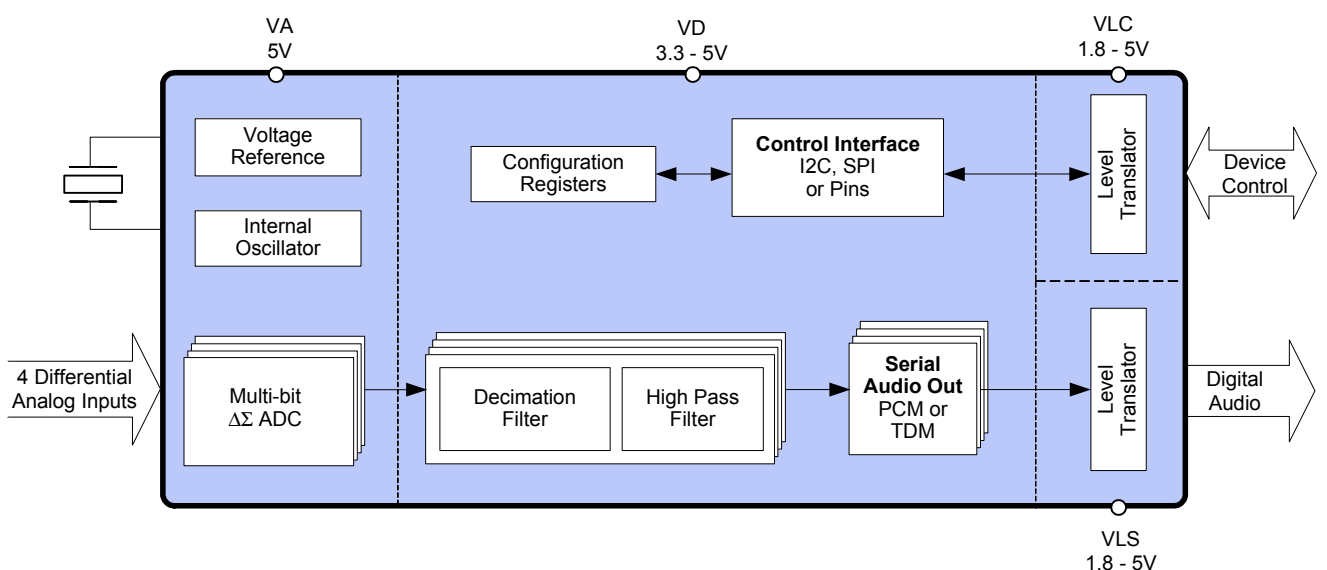 VA
5V
VD
3.3 - 5V
VLC
1.8 - 5V
Voltage
Reference
Internal
Oscillator
Configuration
Registers
Control Interface
I2C, SPI
or Pins
Level
Translator
Device
Control
4 Differential
Analog Inputs
Multi-bit
ΔΣ ADC
Decimation
Filter
High Pass
Filter
Serial
Audio Out
PCM or
TDM
Level
Translator
Digital
Audio
VLS
1.8 - 5V